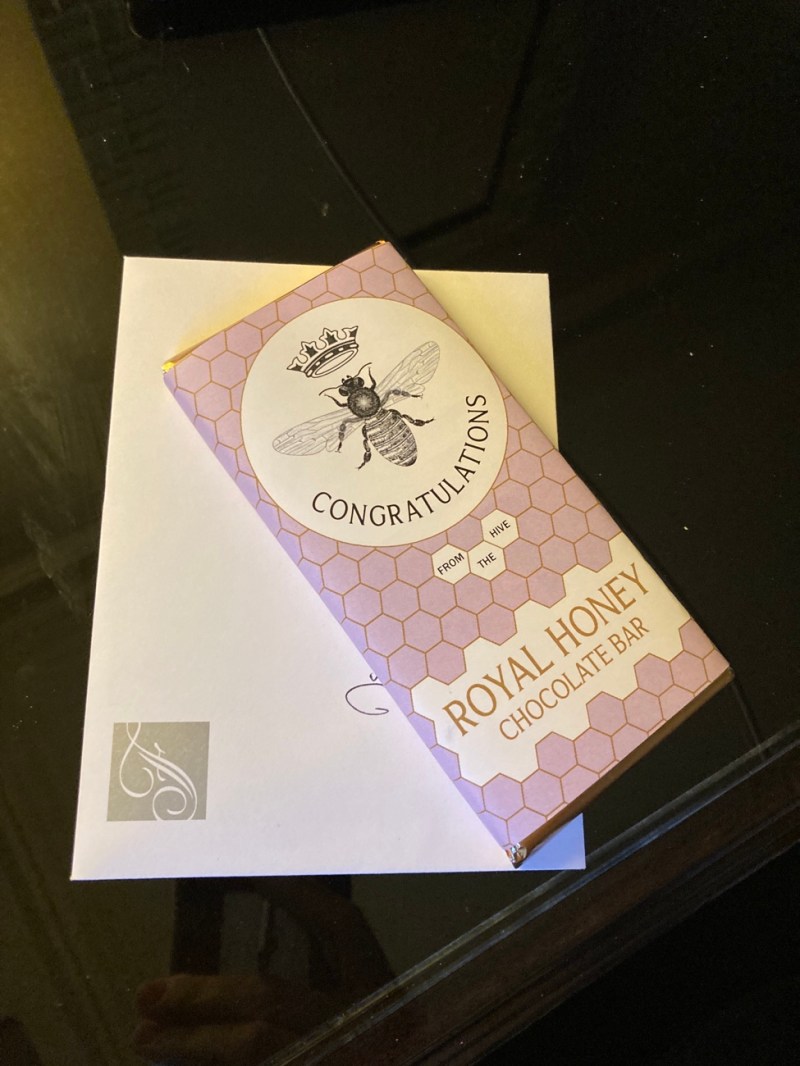 CONGRATULATIONS
FROM
THE
HIVE
ROYAL HONEY
CHOCOLATE BAR